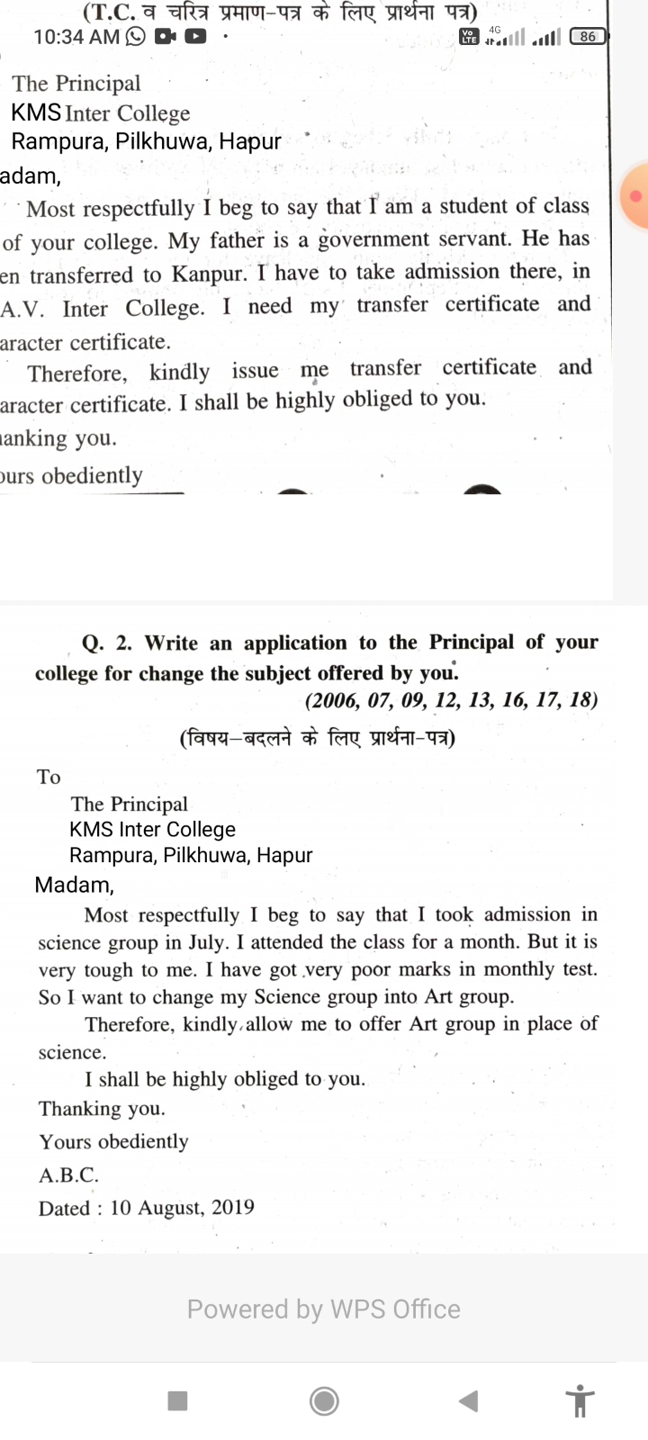 (T.C. व चरित्र प्रमाण-पत्र के लिए प्रार्थना पत्र)
10:34 AM
Vo LTE 4G 86
The Principal
KMS Inter College
Rampura, Pilkhuwa, Hapur
adam,
Most respectfully I beg to say that I am a student of class
of your college. My father is a government servant. He has
en transferred to Kanpur. I have to take admission there, in
A.V. Inter College. I need my transfer certificate and
aracter certificate.
Therefore, kindly issue me transfer certificate and
aracter certificate. I shall be highly obliged to you.
anking you.
ours obediently
Q. 2. Write an application to the Principal of your
college for change the subject offered by you.
(2006, 07, 09, 12, 13, 16, 17, 18)
(विषय-बदलने के लिए प्रार्थना-पत्र)
To
The Principal
KMS Inter College
Rampura, Pilkhuwa, Hapur
Madam,
Most respectfully I beg to say that I took admission in
science group in July. I attended the class for a month. But it is
very tough to me. I have got very poor marks in monthly test.
So I want to change my Science group into Art group.
Therefore, kindly allow me to offer Art group in place of
science.
I shall be highly obliged to you.
Thanking you.
Yours obediently
A.B.C.
Dated : 10 August, 2019
Powered by WPS Office